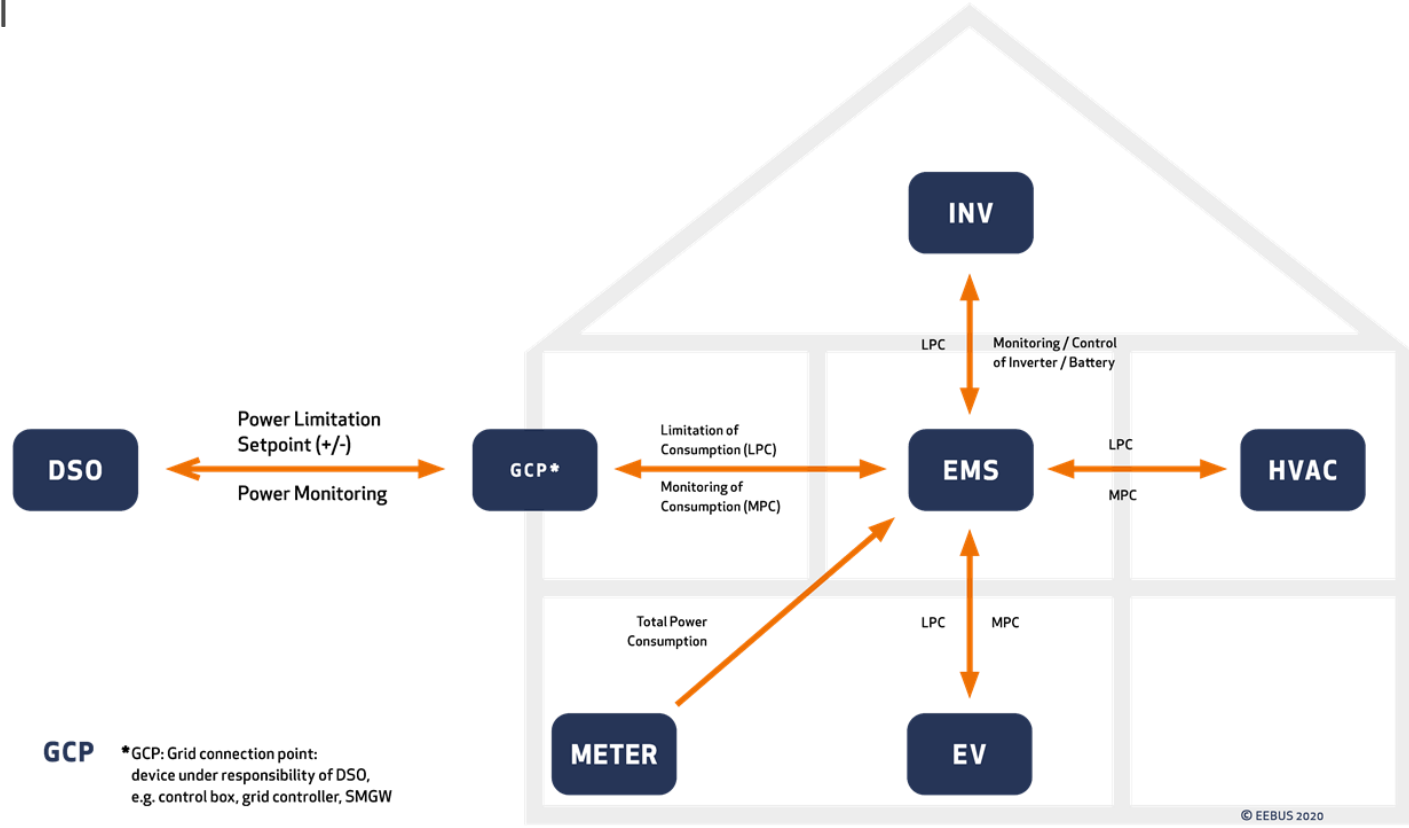 INV
LPC
Monitoring / Control
of Inverter / Battery
Power Limitation
Setpoint (+/-)
Power Monitoring
DSO
GCP*
Limitation of
Consumption (LPC)
Monitoring of
Consumption (MPC)
EMS
LPC
MPC
HVAC
Total Power
Consumption
LPC
MPC
METER
EV
GCP
*GCP: Grid connection point:
device under responsibility of DSO,
e.g. control box, grid controller, SMGW
© EEBUS 2020